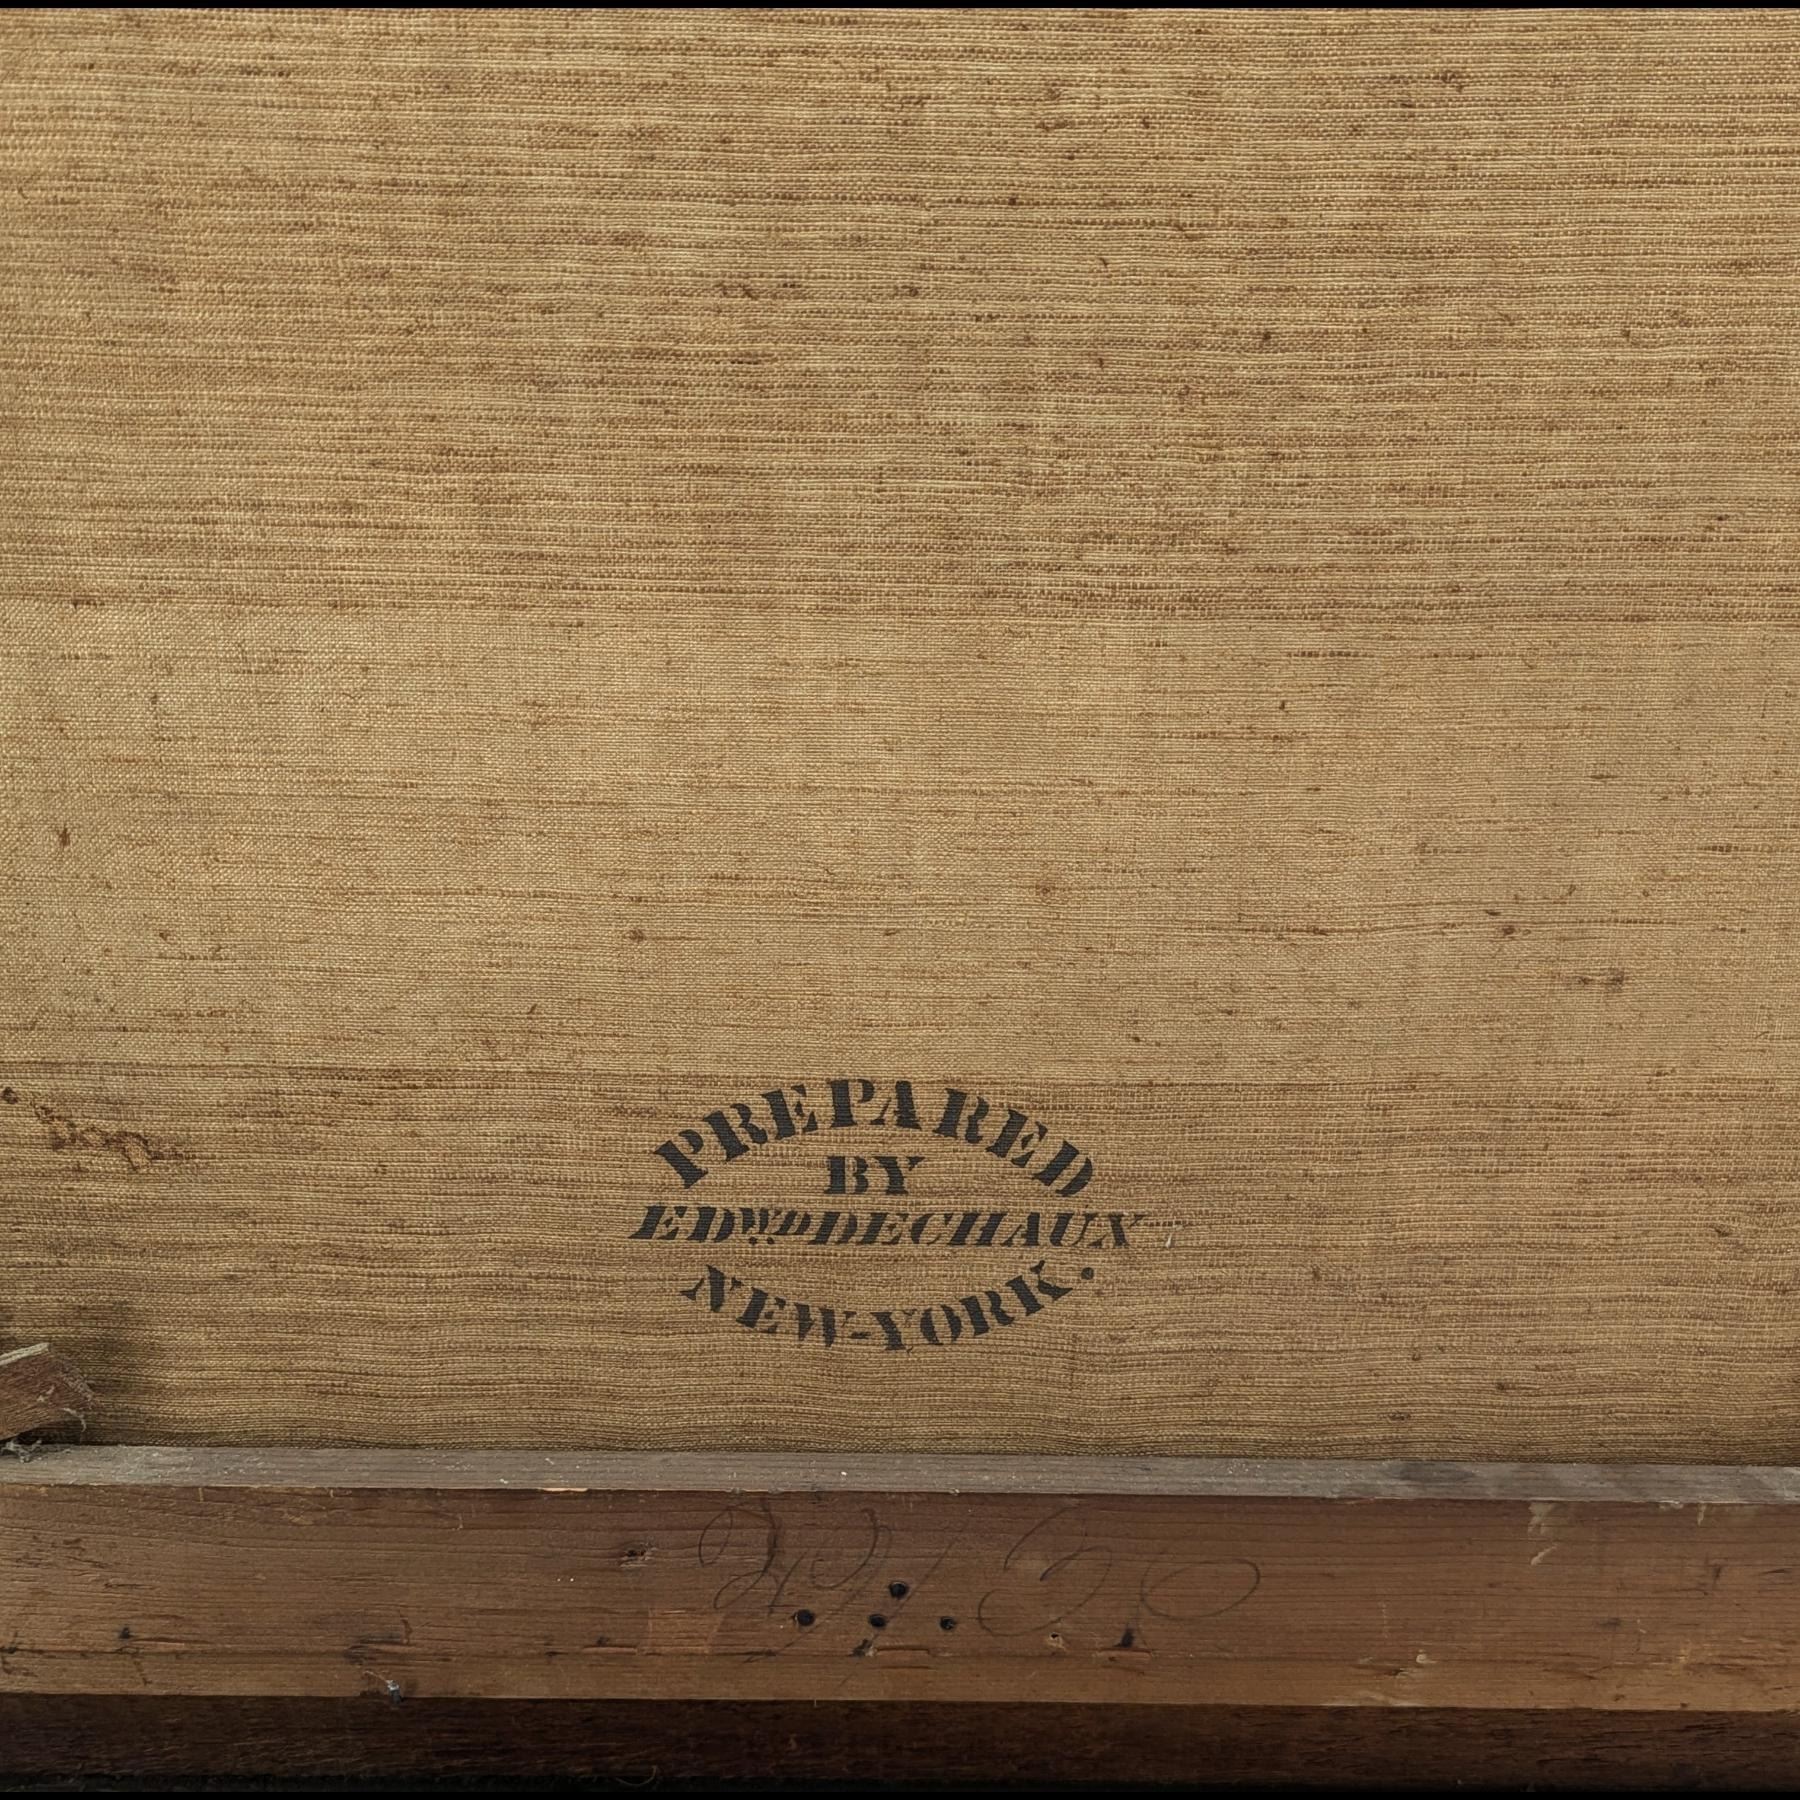 PREPARED
BY
EDWD DECHAUX
NEW-YORK.